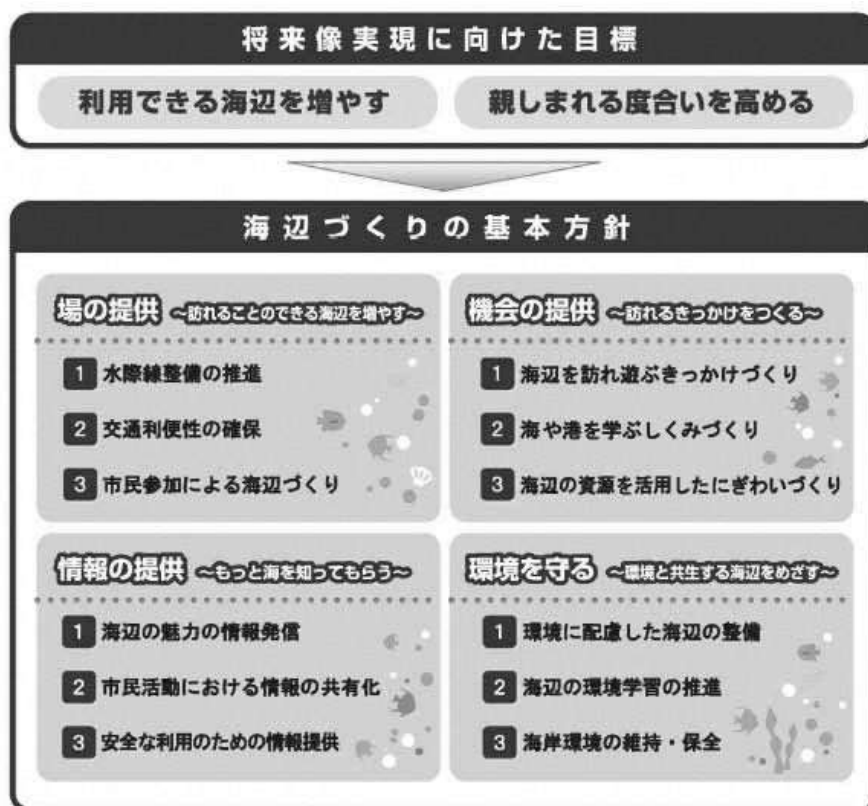 将来像実現に向けた目標
利用できる海辺を増やす
親しまれる度合いを高める
海辺づくりの基本方針
場の提供 ～訪れることのできる海辺を増やす～
1 水際線整備の推進
2 交通利便性の確保
3 市民参加による海辺づくり
機会の提供 ～訪れるきっかけをつくる～
1 海辺を訪れ遊ぶきっかけづくり
2 海や港を学ぶしくみづくり
3 海辺の資源を活用したにぎわいづくり
情報の提供 ～もっと海を知ってもらう～
1 海辺の魅力の情報発信
2 市民活動における情報の共有化
3 安全な利用のための情報提供
環境を守る ～環境と共生する海辺をめざす～
1 環境に配慮した海辺の整備
2 海辺の環境学習の推進
3 海岸環境の維持・保全